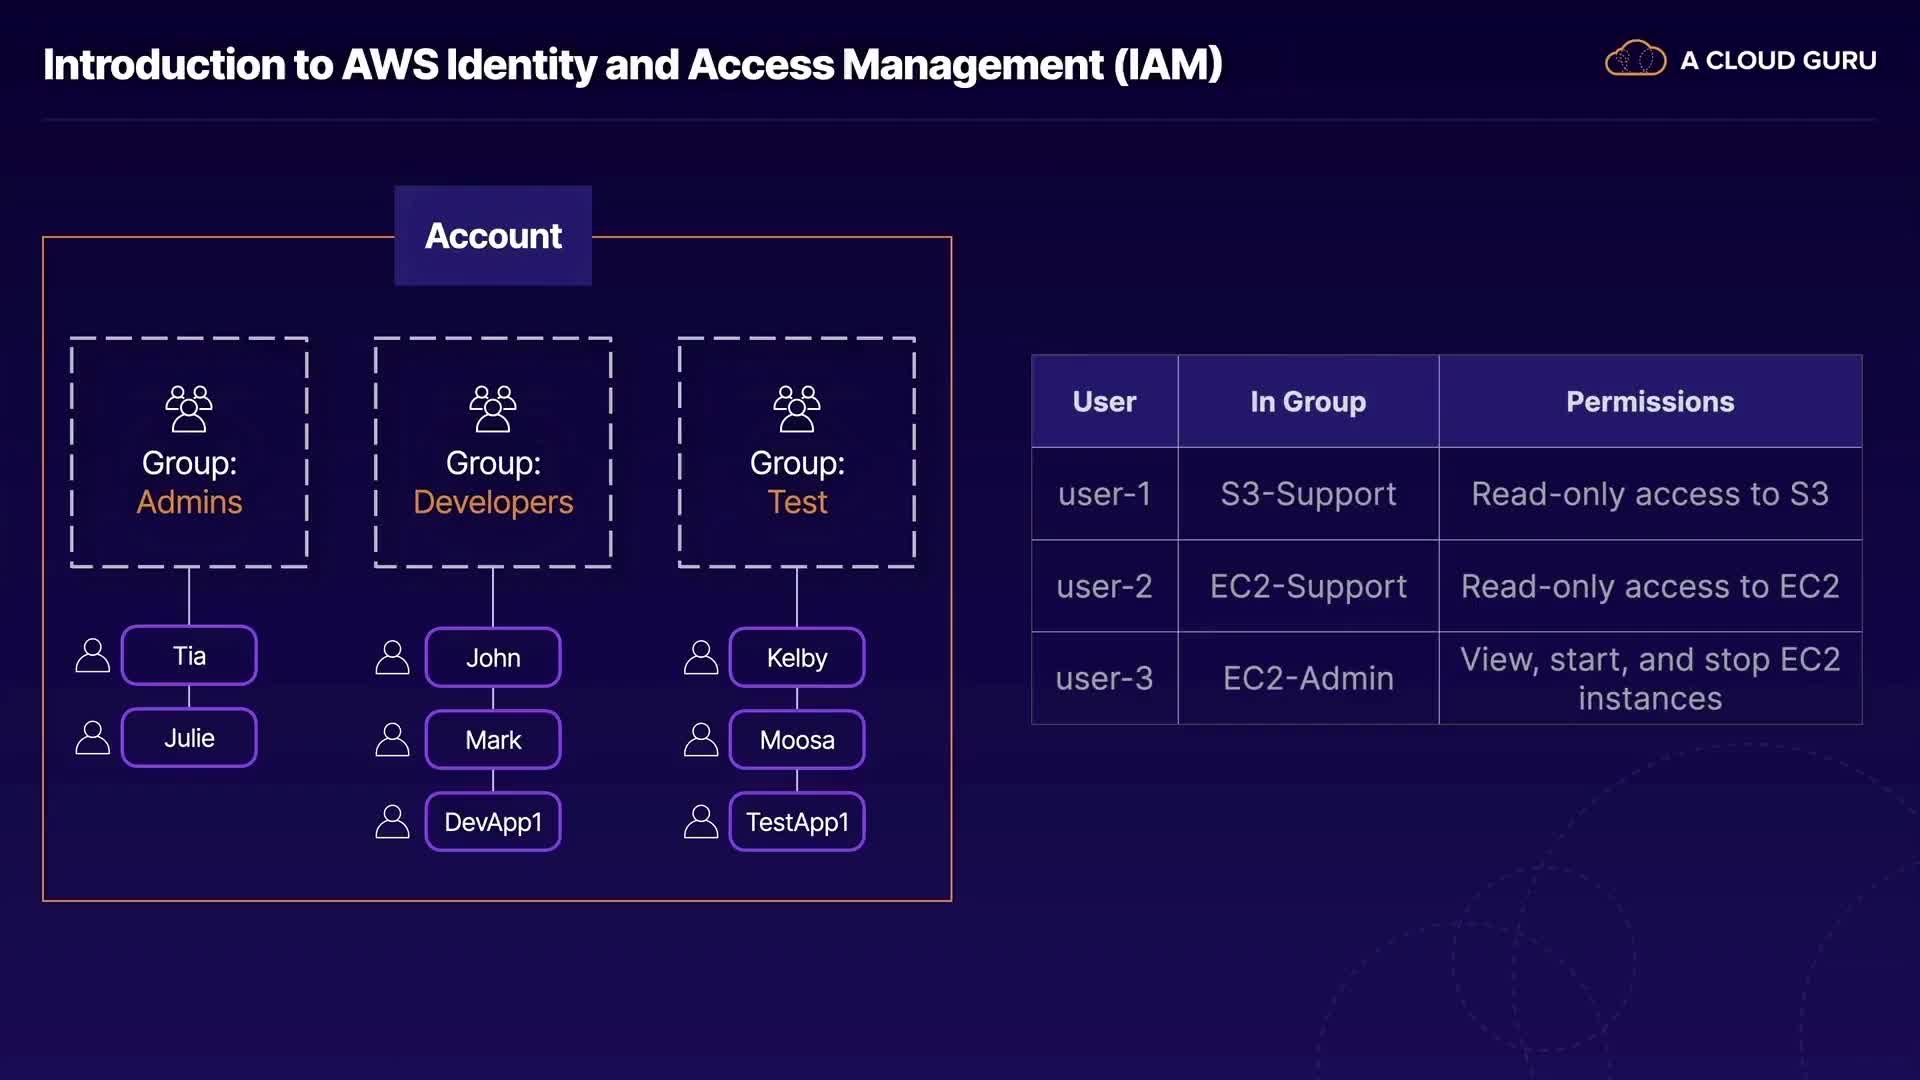 Introduction to AWS Identity and Access Management (IAM)
A CLOUD GURU
Account
Group:
Admins
Tia
Julie
Group:
Developers
John
Mark
DevApp1
Group:
Test
Kelby
Moosa
TestApp1
User In Group Permissions
user-1 S3-Support Read-only access to S3
user-2 EC2-Support Read-only access to EC2
user-3 EC2-Admin View, start, and stop EC2
instances